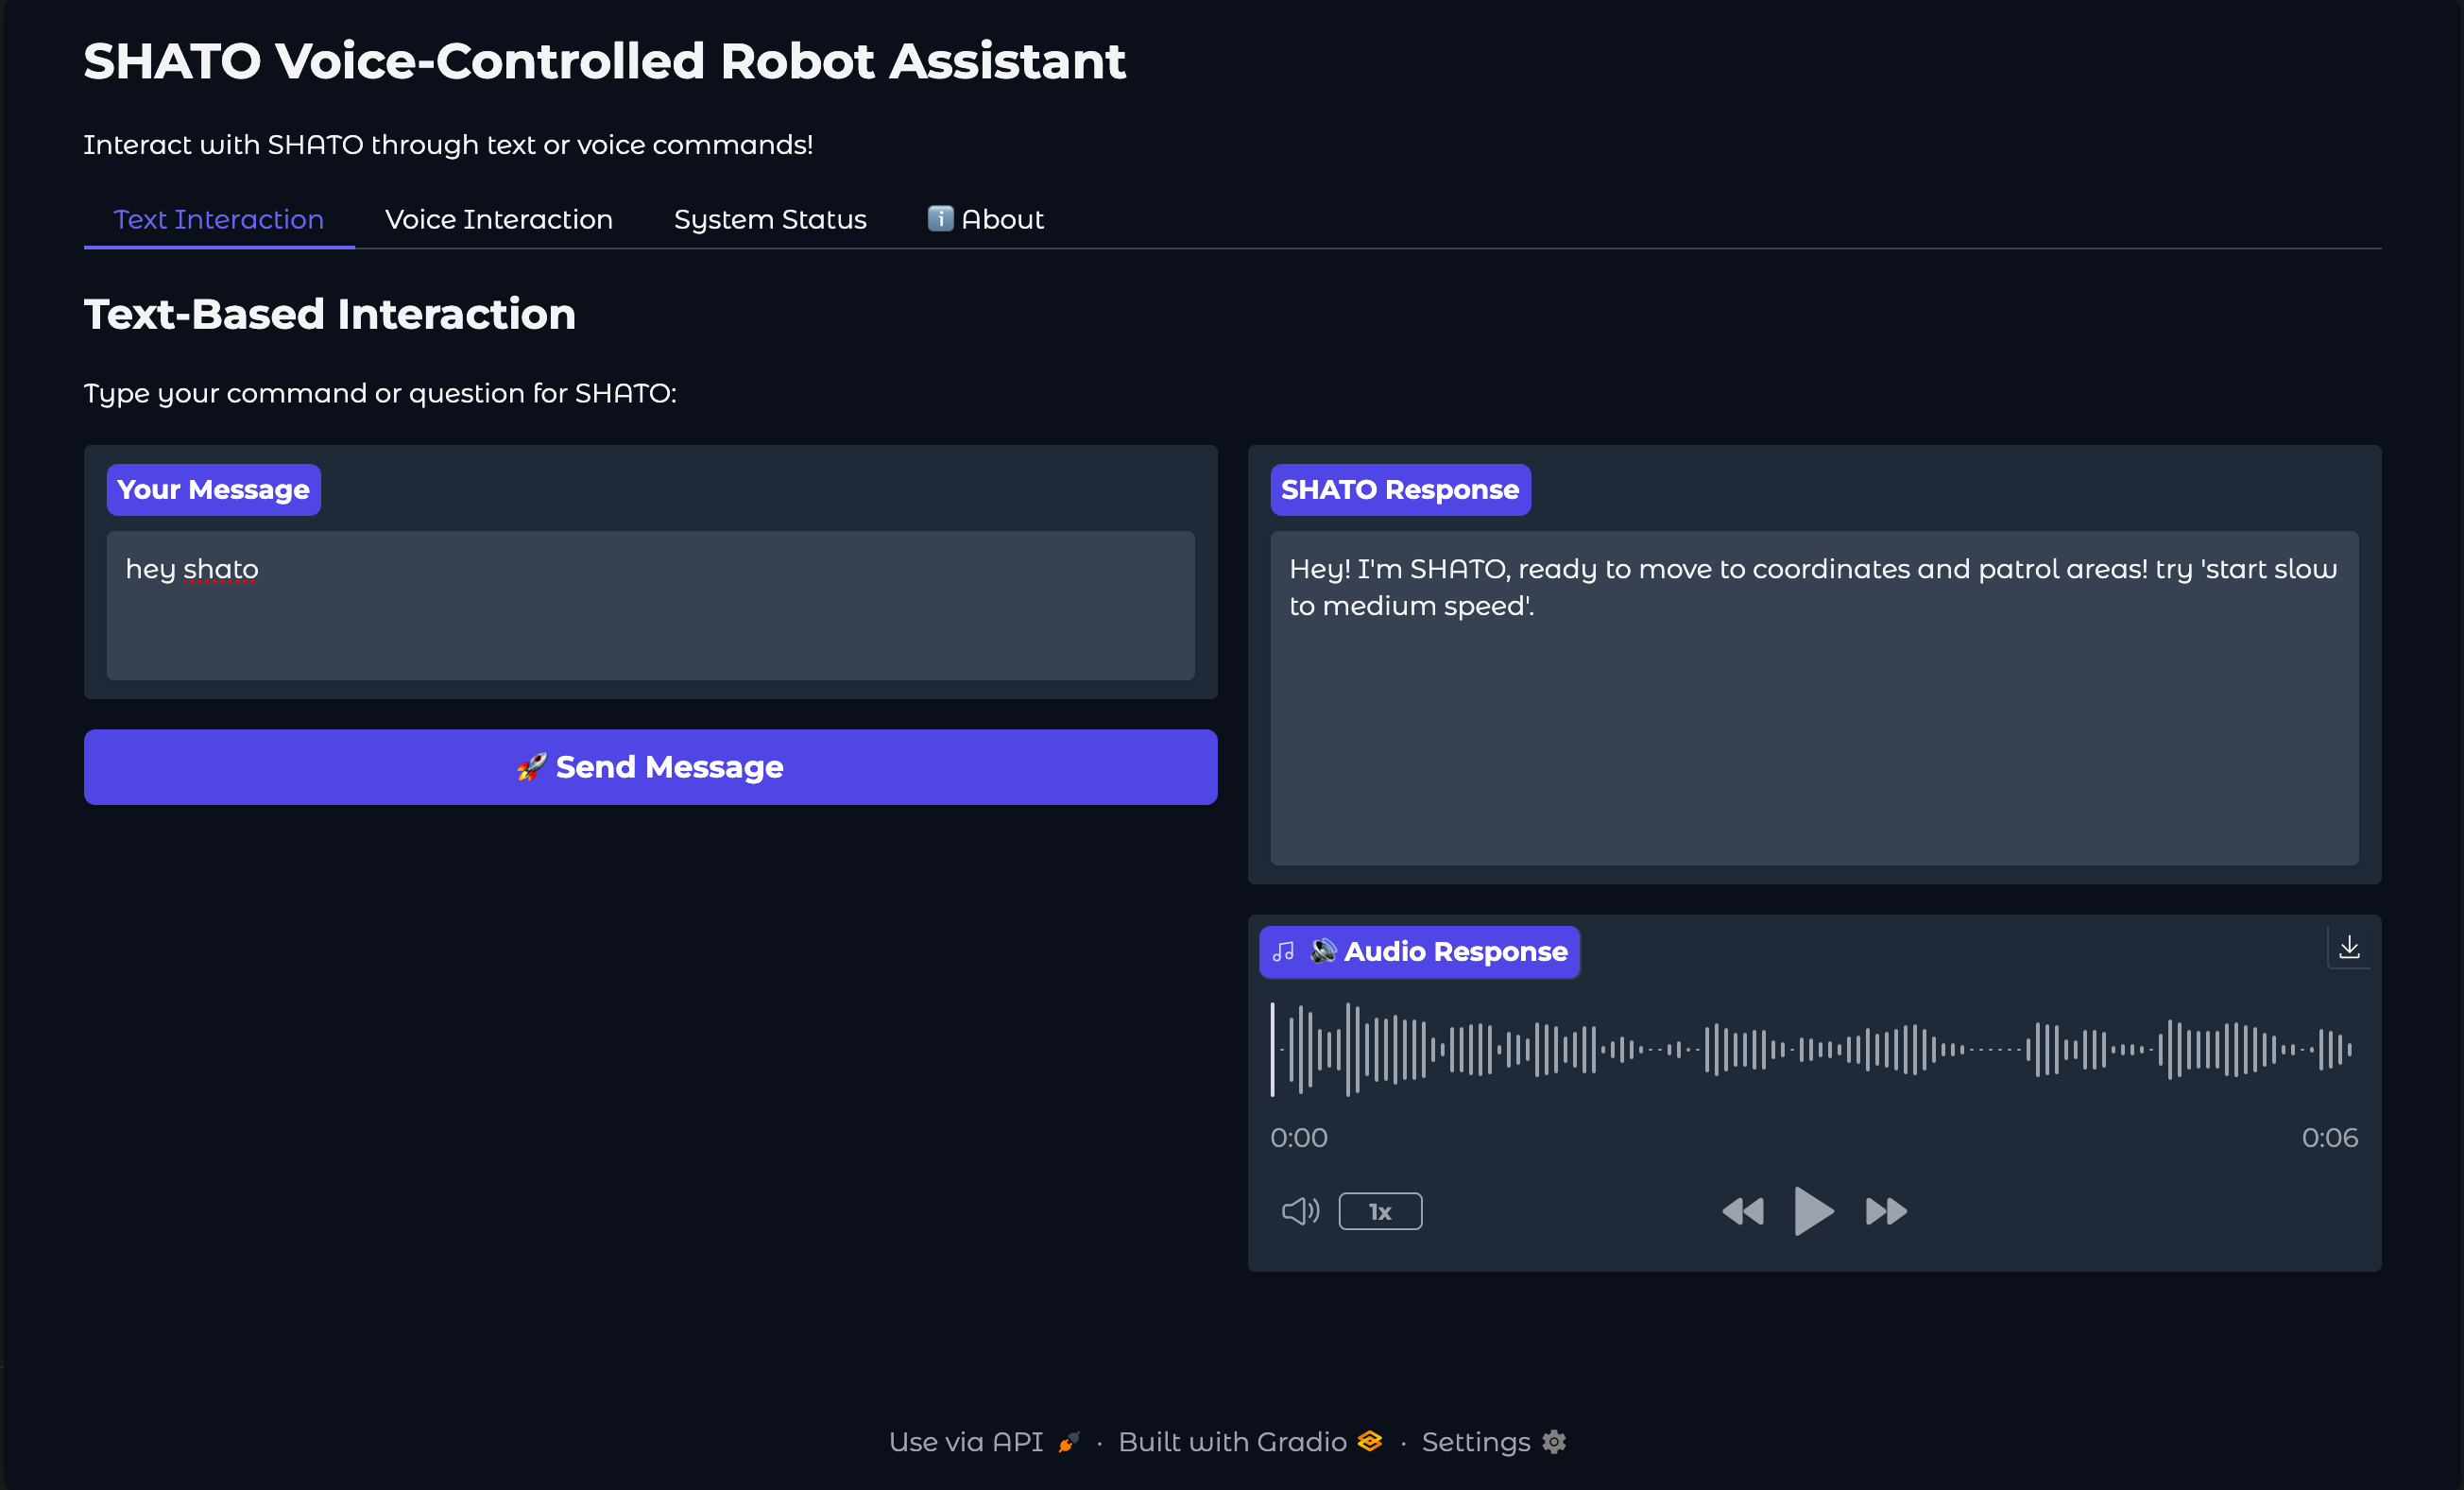 SHATO Voice-Controlled Robot Assistant
Interact with SHATO through text or voice commands!
Text Interaction
Voice Interaction
System Status
ℹ️ About
Text-Based Interaction
Type your command or question for SHATO:
Your Message
hey shato
🚀 Send Message
SHATO Response
Hey! I'm SHATO, ready to move to coordinates and patrol areas! try 'start slow
to medium speed'.
🔊 Audio Response
0:00
0:06
1x
Use via API · Built with Gradio · Settings